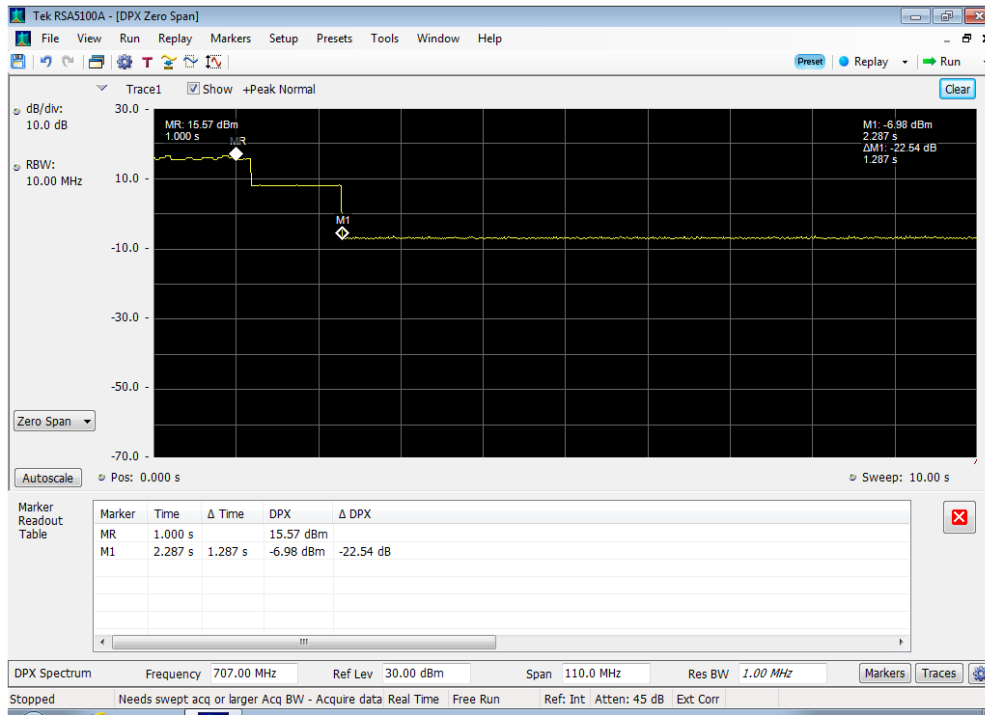 Tek RSA5100A - [DPX Zero Span]
File View Run Replay Markers Setup Presets Tools Window Help
T Preset Replay Run
Trace1 Show +Peak Normal Clear
dB/div:
10.0 dB
RBW:
10.00 MHz
30.0 -
10.0 -
-10.0 -
-30.0 -
-50.0 -
-70.0 -
MR: 15.57 dBm
1.000 s
MR
M1: -6.98 dBm
2.287 s
ΔM1: -22.54 dB
1.287 s
M1
Zero Span
Autoscale Pos: 0.000 s Sweep: 10.00 s
Marker
Readout
Table
Marker Time Δ Time DPX Δ DPX
MR 1.000 s 15.57 dBm
M1 2.287 s 1.287 s -6.98 dBm -22.54 dB
DPX Spectrum Frequency 707.00 MHz Ref Lev 30.00 dBm Span 110.0 MHz Res BW 1.00 MHz Markers Traces
Stopped Needs swept acq or larger Acq BW - Acquire data Real Time Free Run Ref: Int Atten: 45 dB Ext Corr